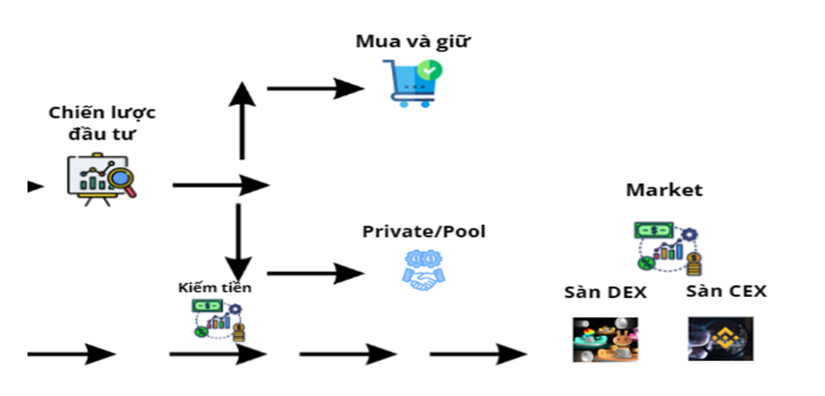 Mua và giữ
Chiến lược
đầu tư
Market
Private/Pool
Kiếm tiền
Sàn DEX
Sàn CEX